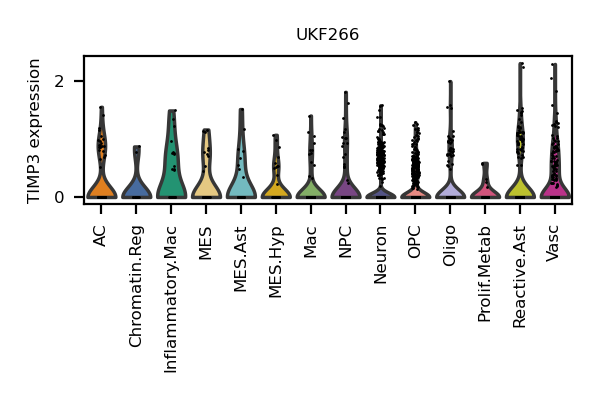 UKF266
TIMP3 expression
2
0
AC
Chromatin.Reg
Inflammatory.Mac
MES
MES.Ast
MES.Hyp
Mac
NPC
Neuron
OPC
Oligo
Prolif.Metab
Reactive.Ast
Vasc